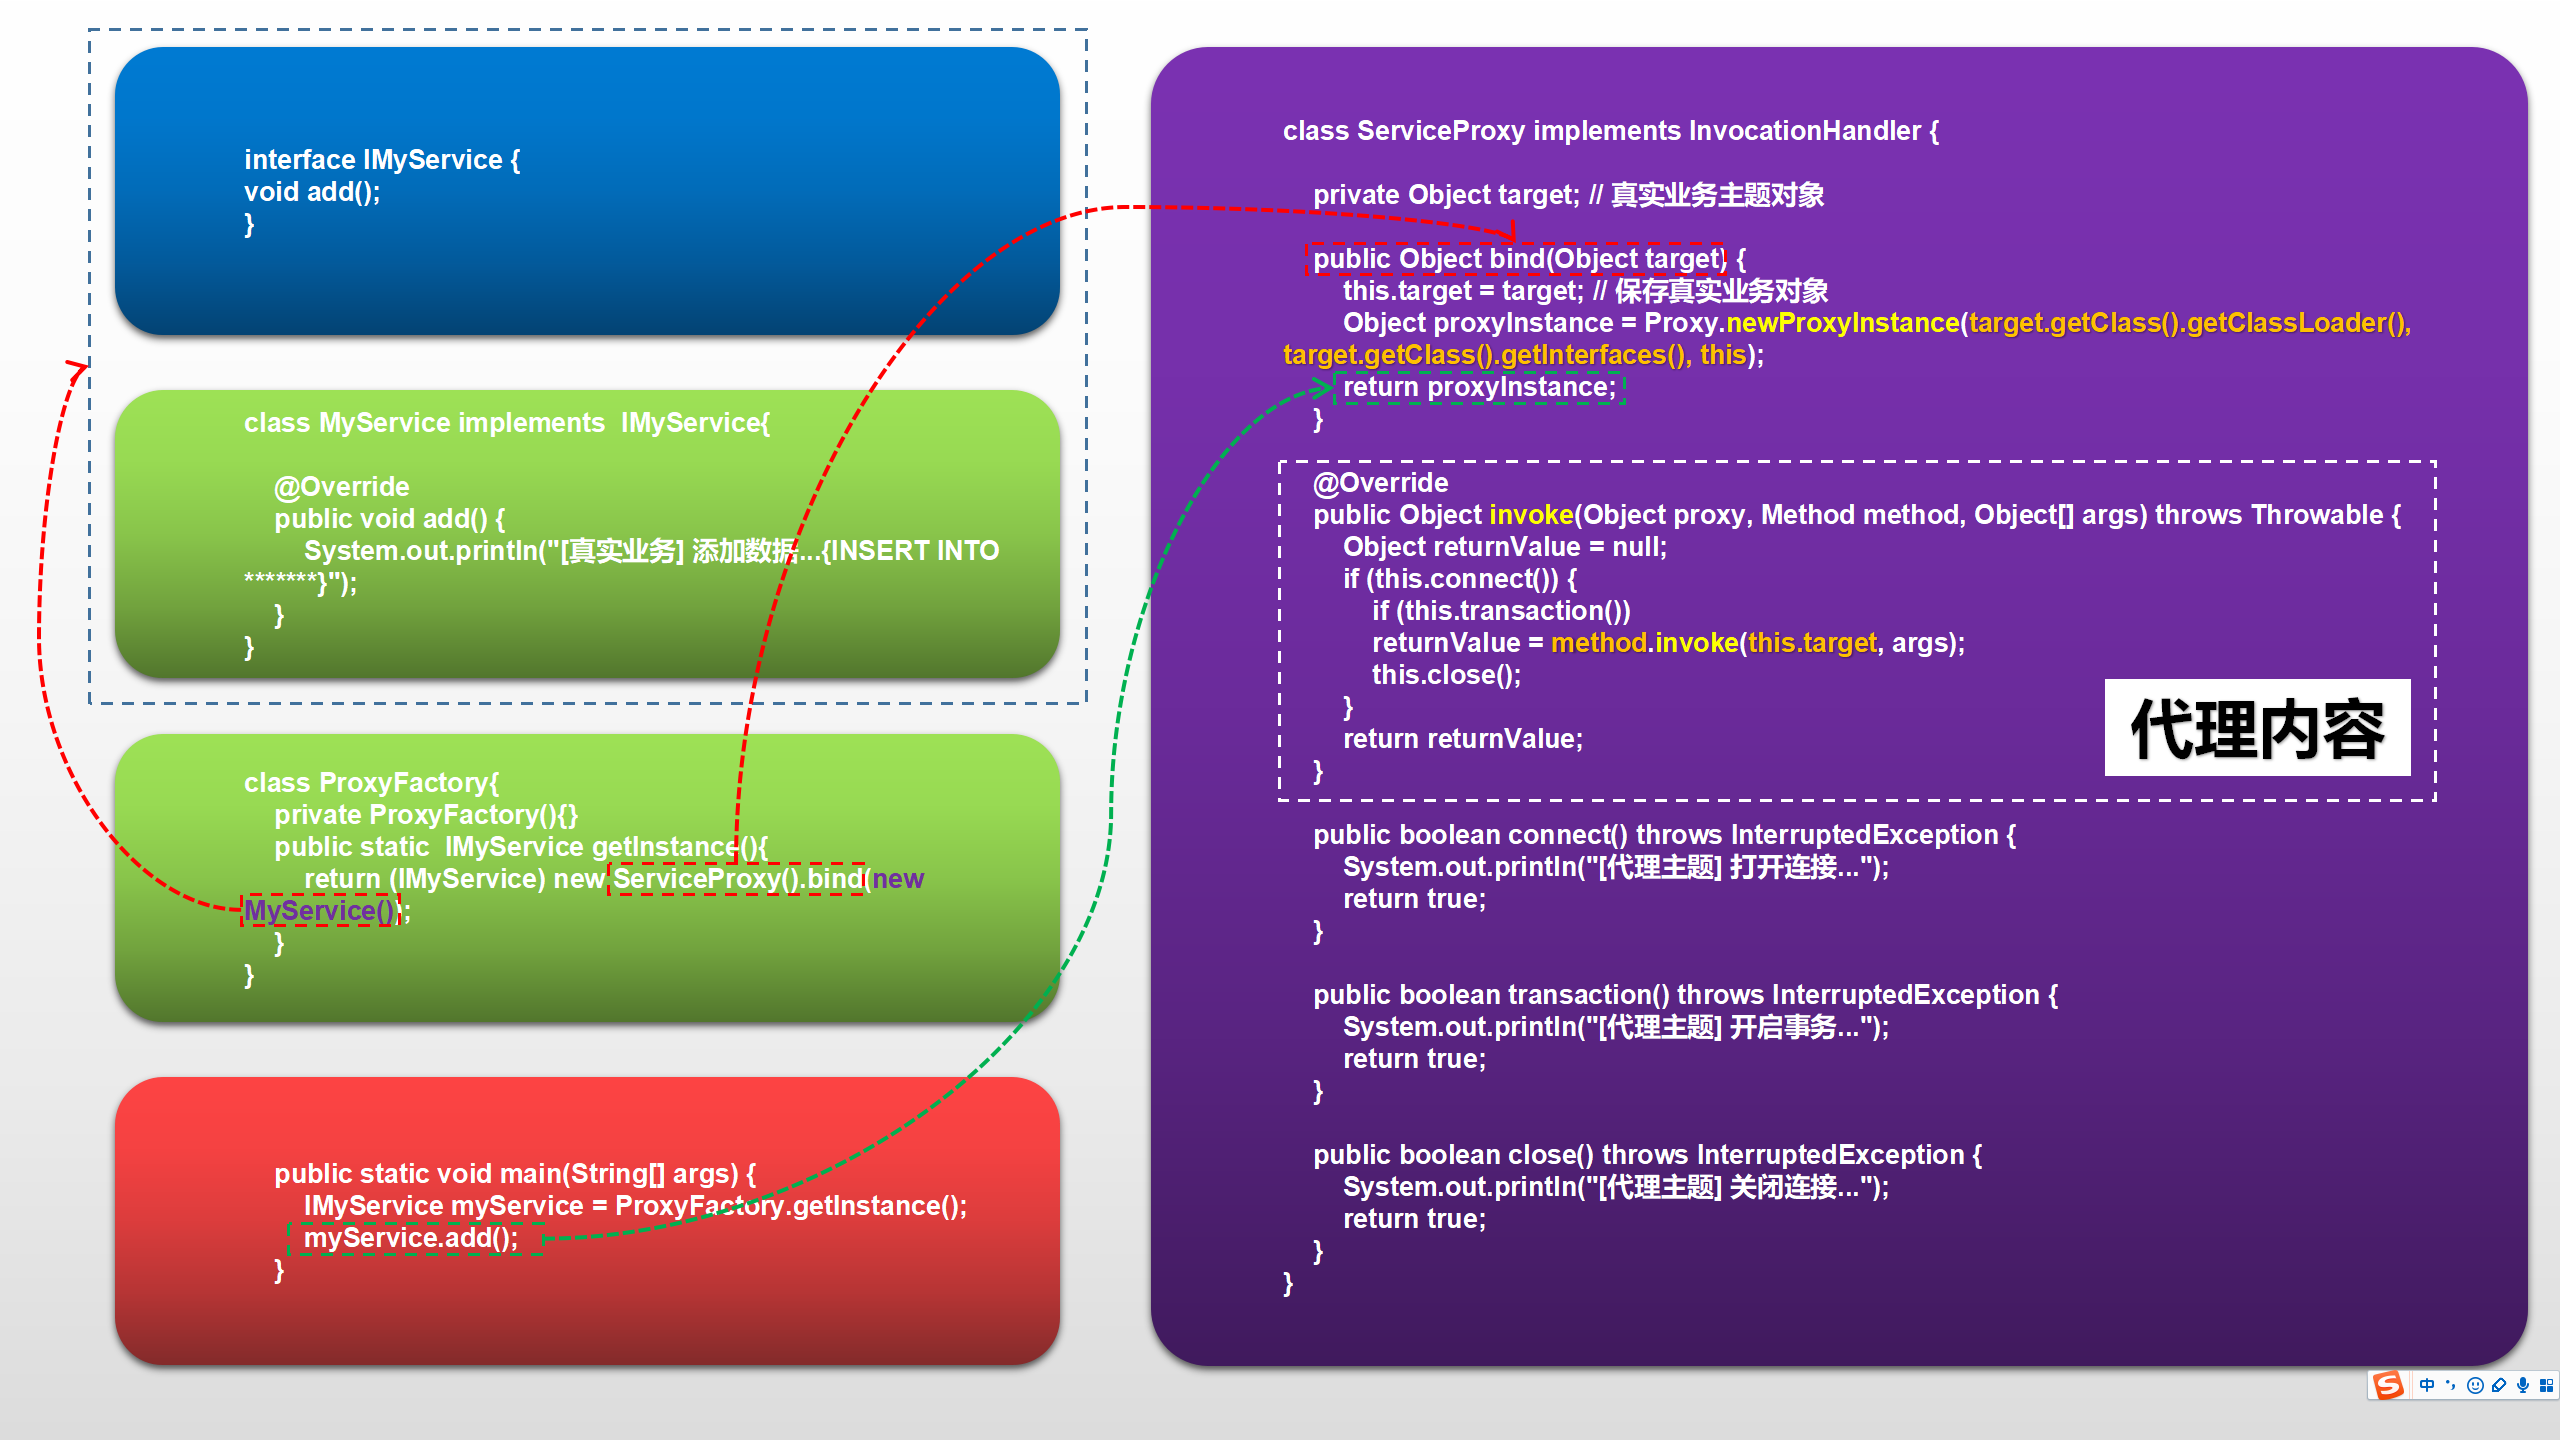 interface IMyService {
void add();
}
class MyService implements  IMyService{
@Override
public void add() {
System.out.println("[真实业务] 添加数据...{INSERT INTO
*******}");
}
}
class ProxyFactory{
private ProxyFactory(){}
public static  IMyService getInstance(){
return (IMyService) new ServiceProxy().bind(new
MyService());
}
}
public static void main(String[] args) {
IMyService myService = ProxyFactory.getInstance();
myService.add();
}
class ServiceProxy implements InvocationHandler {
private Object target; // 真实业务主题对象
public Object bind(Object target) {
this.target = target; // 保存真实业务对象
Object proxyInstance = Proxy.newProxyInstance(target.getClass().getClassLoader(),
target.getClass().getInterfaces(), this);
return proxyInstance;
}
@Override
public Object invoke(Object proxy, Method method, Object[] args) throws Throwable {
Object returnValue = null;
if (this.connect()) {
if (this.transaction())
returnValue = method.invoke(this.target, args);
this.close();
}
return returnValue;
}
代理内容
public boolean connect() throws InterruptedException {
System.out.println("[代理主题] 打开连接...");
return true;
}
public boolean transaction() throws InterruptedException {
System.out.println("[代理主题] 开启事务...");
return true;
}
public boolean close() throws InterruptedException {
System.out.println("[代理主题] 关闭连接...");
return true;
}
}
中